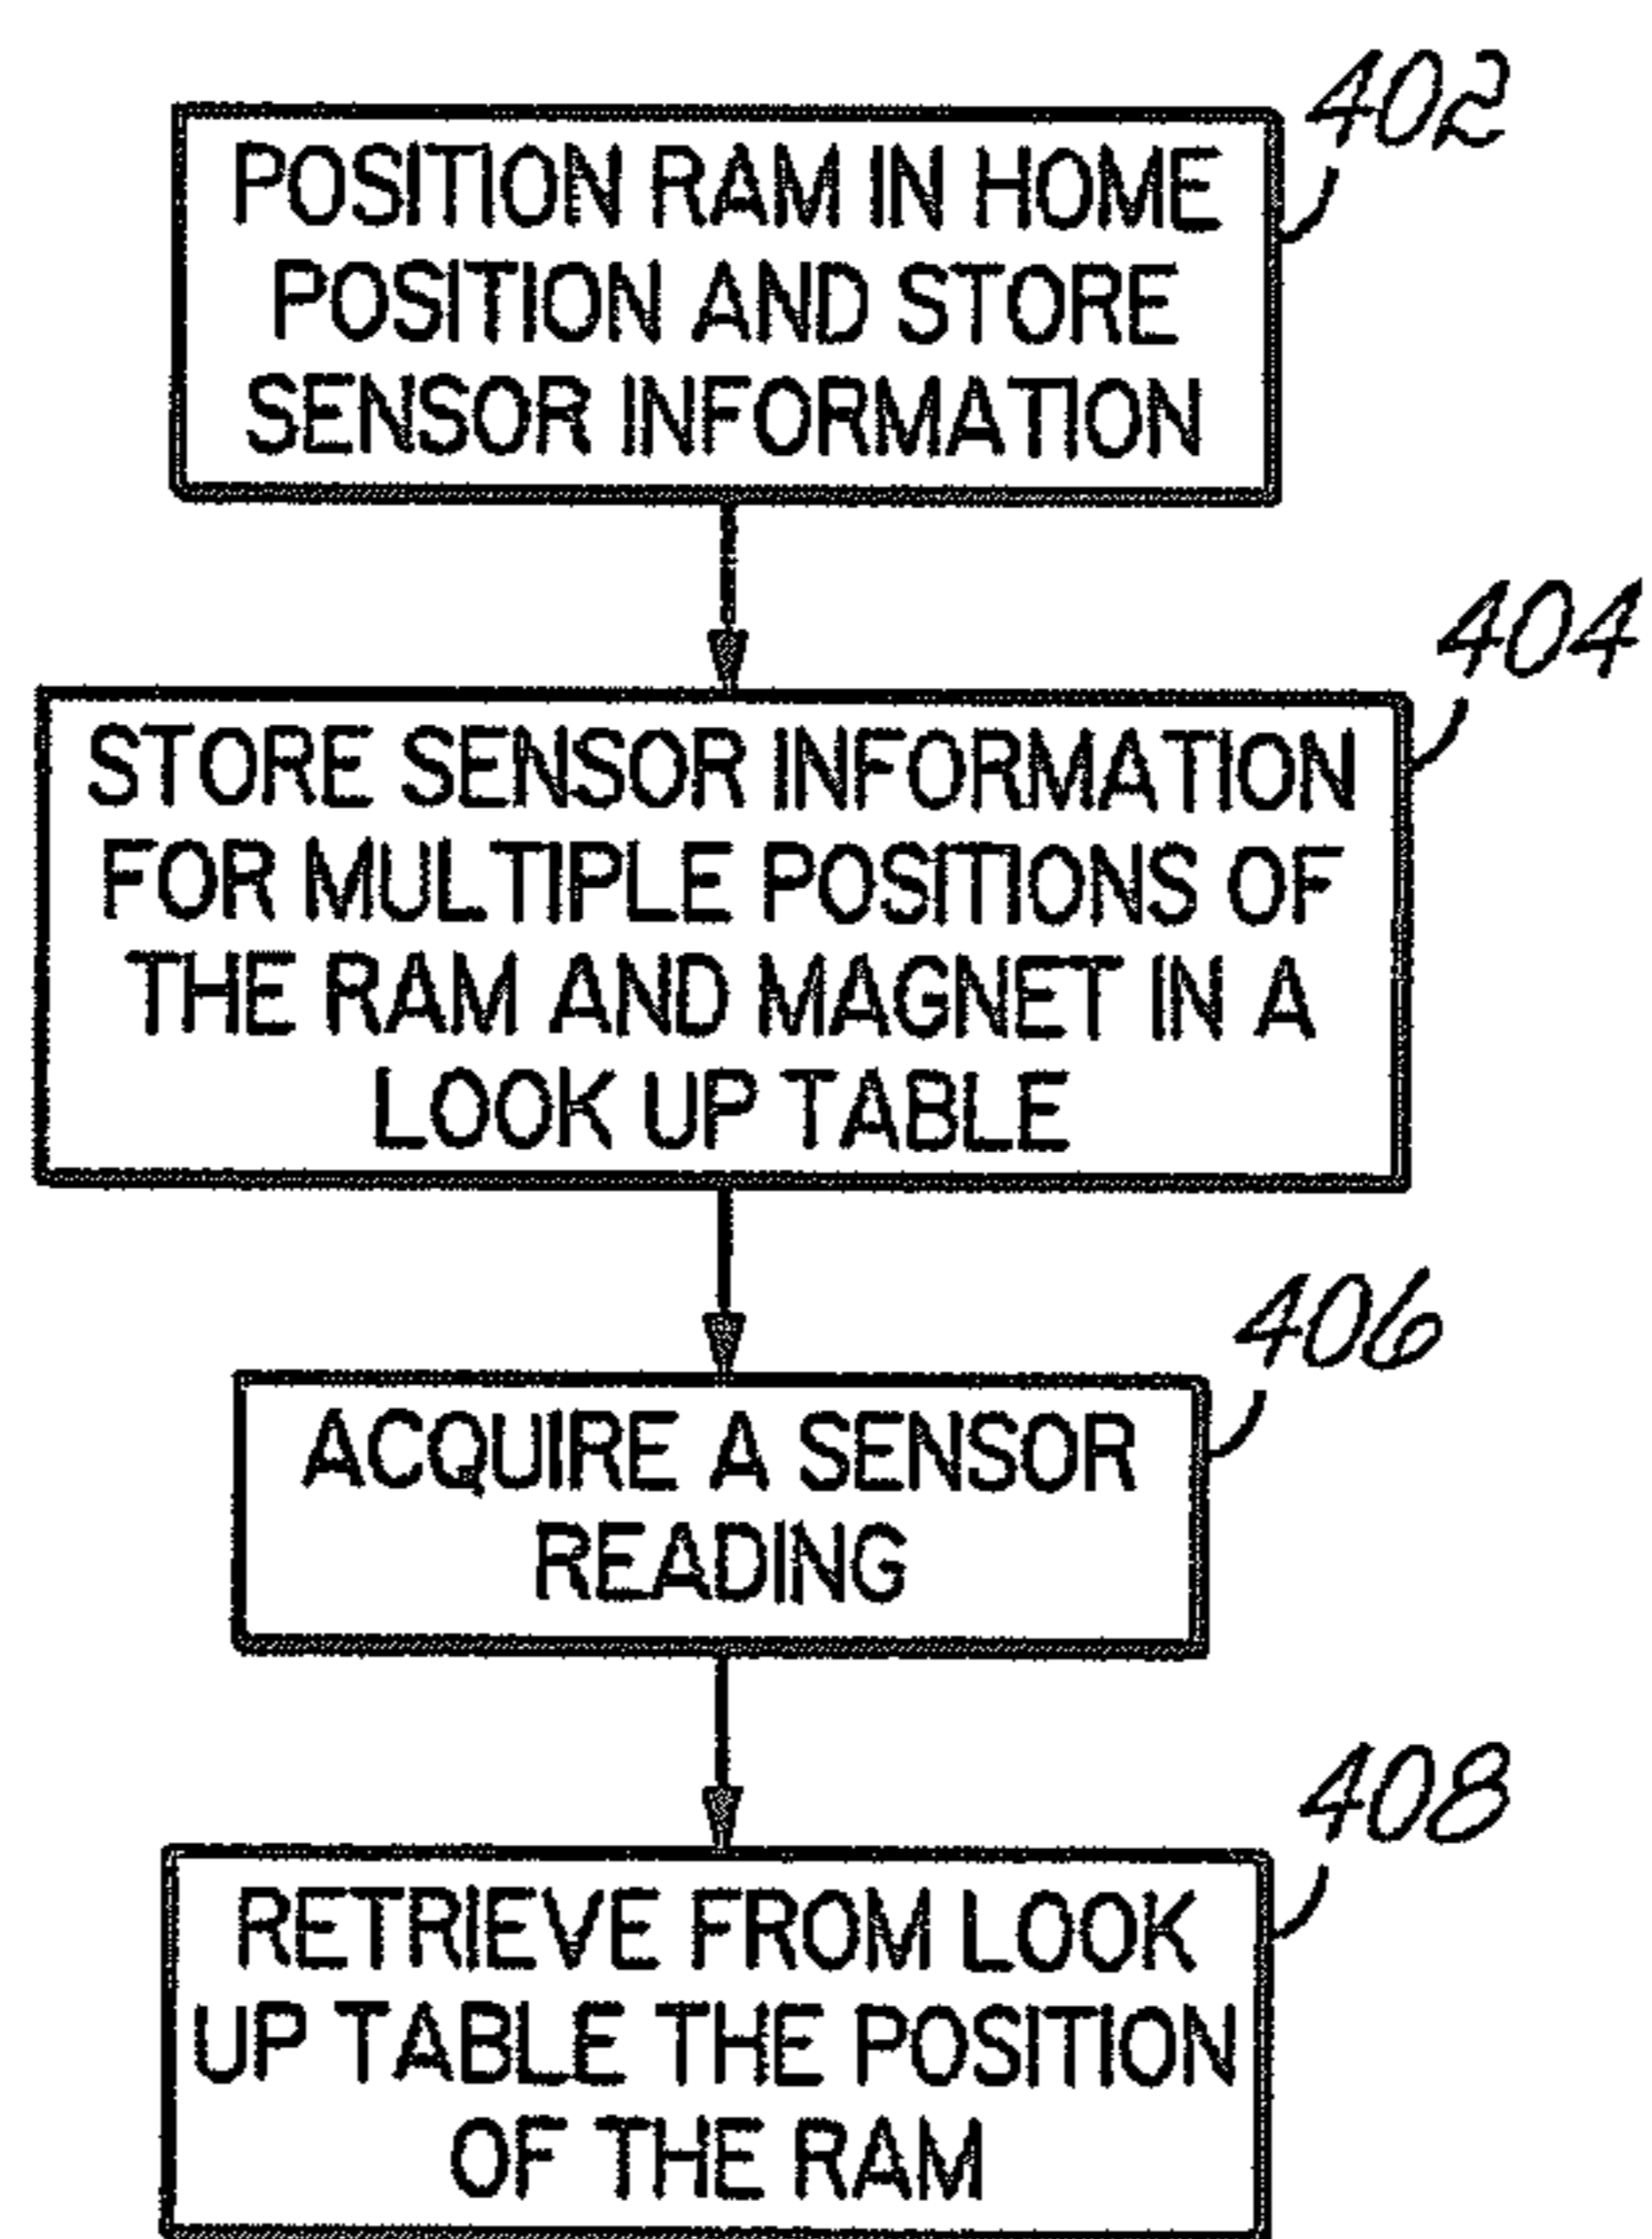 402
POSITION RAM IN HOME
POSITION AND STORE
SENSOR INFORMATION
404
STORE SENSOR INFORMATION
FOR MULTIPLE POSITIONS OF
THE RAM AND MAGNET IN A
LOOK UP TABLE
406
ACQUIRE A SENSOR
READING
408
RETRIEVE FROM LOOK
UP TABLE THE POSITION
OF THE RAM